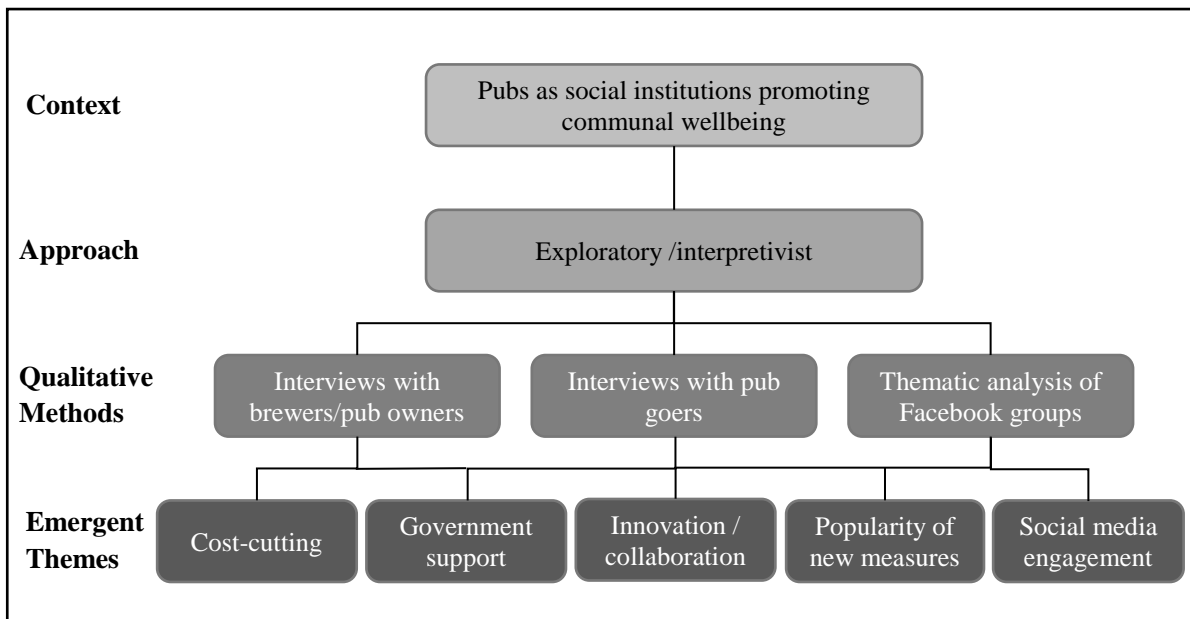 Context
Pubs as social institutions promoting
communal wellbeing
Approach
Exploratory /interpretivist
Qualitative
Methods
Interviews with
brewers/pub owners
Interviews with pub
goers
Thematic analysis of
Facebook groups
Emergent
Themes
Cost-cutting
Government
support
Innovation /
collaboration
Popularity of
new measures
Social media
engagement